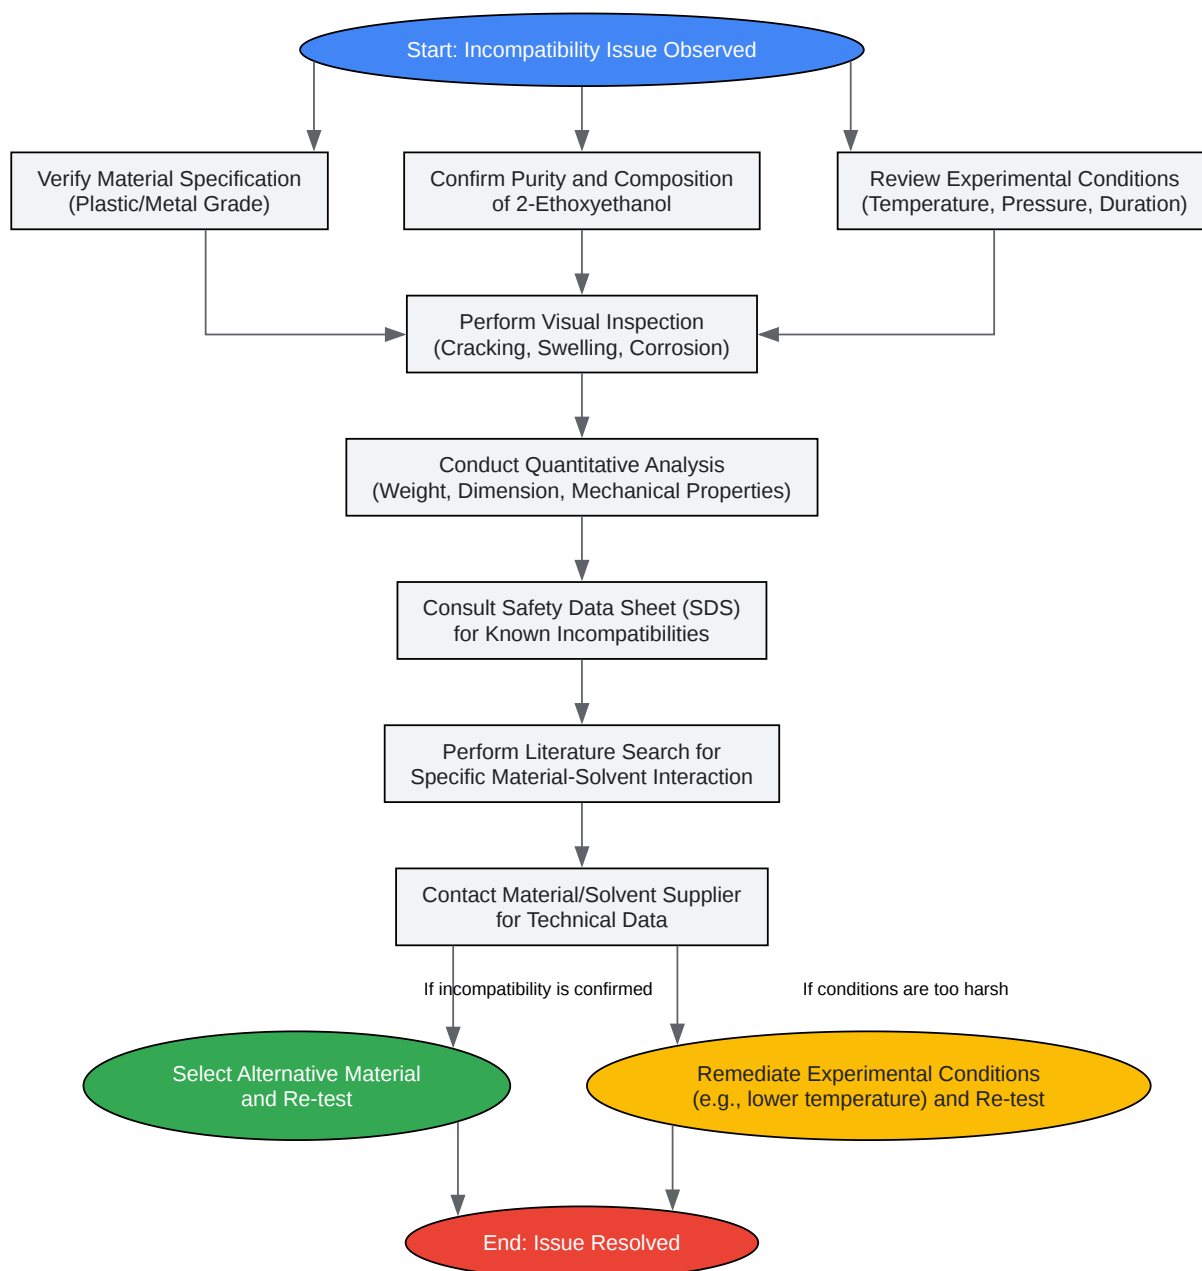 Start: Incompatibility Issue Observed
Verify Material Specification
(Plastic/Metal Grade)
Confirm Purity and Composition
of 2-Ethoxyethanol
Review Experimental Conditions
(Temperature, Pressure, Duration)
Perform Visual Inspection
(Cracking, Swelling, Corrosion)
Conduct Quantitative Analysis
(Weight, Dimension, Mechanical Properties)
Consult Safety Data Sheet (SDS)
for Known Incompatibilities
Perform Literature Search for
Specific Material-Solvent Interaction
Contact Material/Solvent Supplier
for Technical Data
If incompatibility is confirmed
If conditions are too harsh
Select Alternative Material
and Re-test
Remediate Experimental Conditions
(e.g., lower temperature) and Re-test
End: Issue Resolved